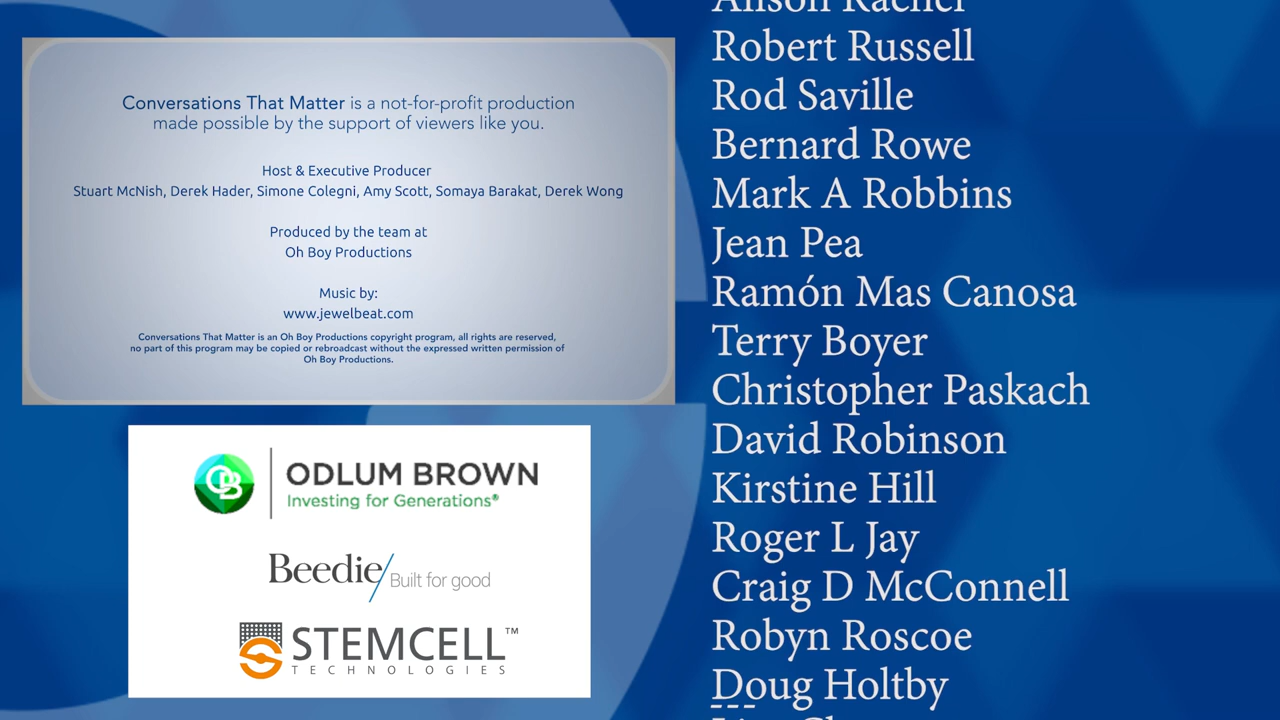 Conversations That Matter is a not-for-profit production
made possible by the support of viewers like you.
Host & Executive Producer
Stuart McNish, Derek Hader, Simone Colegni, Amy Scott, Somaya Barakat, Derek Wong
Produced by the team at
Oh Boy Productions
Music by:
www.jewelbeat.com
Conversations That Matter is an Oh Boy Productions copyright program, all rights are reserved,
no part of this program may be copied or rebroadcast without the expressed written permission of
Oh Boy Productions.
OB
ODLUM BROWN
Investing for Generations®
Beedie/ Built for good
STEMCELL™
TECHNOLOGIES
Alison Rachel
Robert Russell
Rod Saville
Bernard Rowe
Mark A Robbins
Jean Pea
Ramón Mas Canosa
Terry Boyer
Christopher Paskach
David Robinson
Kirstine Hill
Roger L Jay
Craig D McConnell
Robyn Roscoe
Doug Holtby